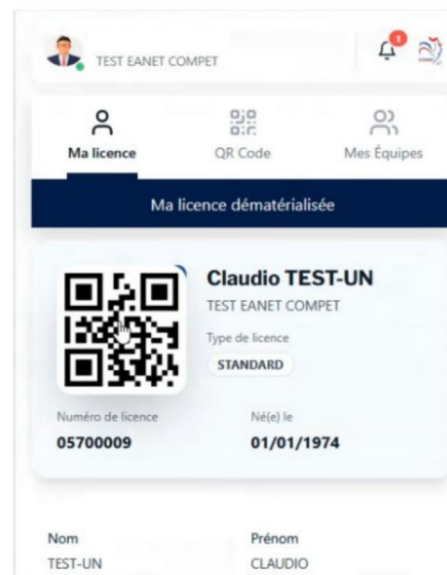 TEST EANET COMPET
1
Ma licence
QR Code
Mes Équipes
Ma licence dématérialisée
Claudio TEST-UN
TEST EANET COMPET
Type de licence
STANDARD
Numéro de licence
Né(e) le
05700009
01/01/1974
Nom
Prénom
TEST-UN
CLAUDIO